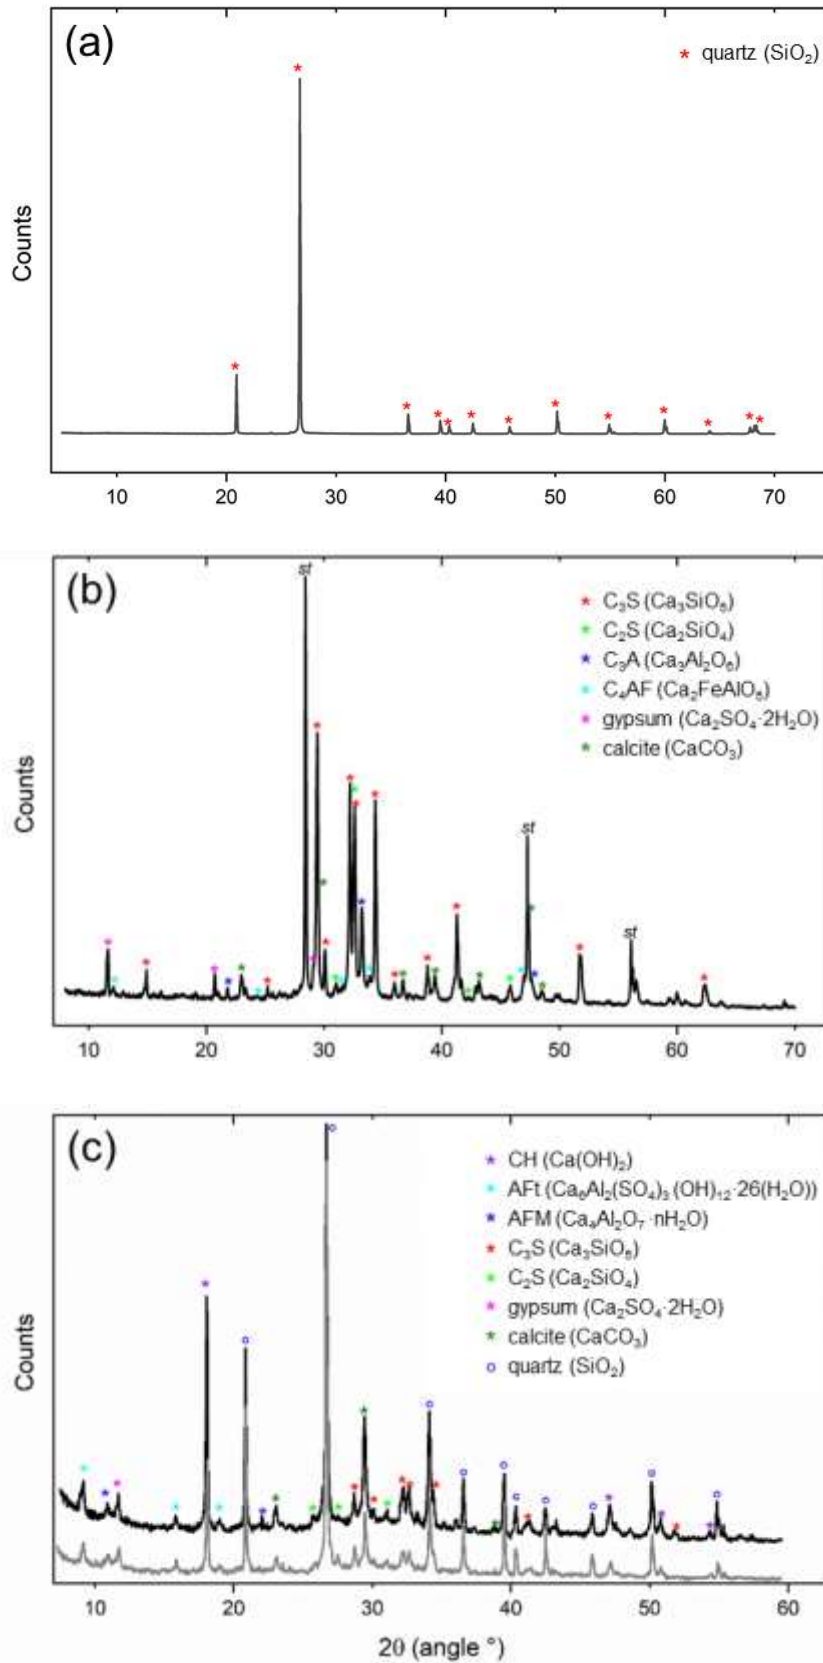 (a)
* quartz (SiO₂)
*
*
* * * * * * * * * * *
Counts
10 20 30 40 50 60 70
(b)
st
* C₃S (Ca₃SiO₅)
* C₂S (Ca₂SiO₄)
* C₃A (Ca₃Al₂O₆)
* C₄AF (Ca₂FeAlO₅)
* gypsum (Ca₂SO₄·2H₂O)
* calcite (CaCO₃)
st
st
Counts
10 20 30 40 50 60 70
(c)
* CH (Ca(OH)₂)
* AFt (Ca₆Al₂(SO₄)₃(OH)₁₂·26(H₂O))
* AFM (Ca₄Al₂O₇·nH₂O)
* C₃S (Ca₃SiO₅)
* C₂S (Ca₂SiO₄)
* gypsum (Ca₂SO₄·2H₂O)
* calcite (CaCO₃)
o quartz (SiO₂)
Counts
10 20 30 40 50 60
2θ (angle °)